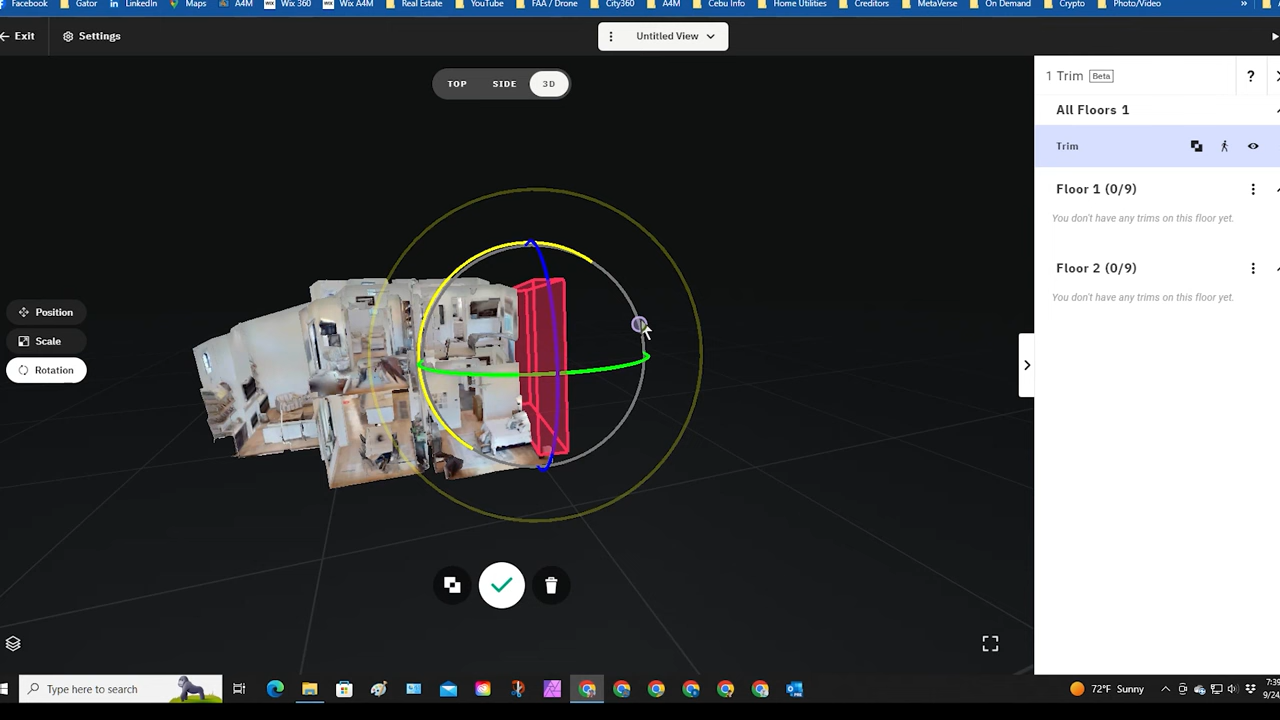 Facebook Gator LinkedIn Maps A4M Wix 360 Wix A4M Real Estate YouTube FAA / Drone City360 A4M Cebu Info Home Utilities Creditors MetaVerse On Demand Crypto Photo/Video »
Exit Settings Untitled View
TOP SIDE 3D
1 Trim Beta ?
All Floors 1
Trim
Floor 1 (0/9)
You don't have any trims on this floor yet.
Floor 2 (0/9)
You don't have any trims on this floor yet.
Position
Scale
Rotation
Type here to search
72°F Sunny
7:39
9/24